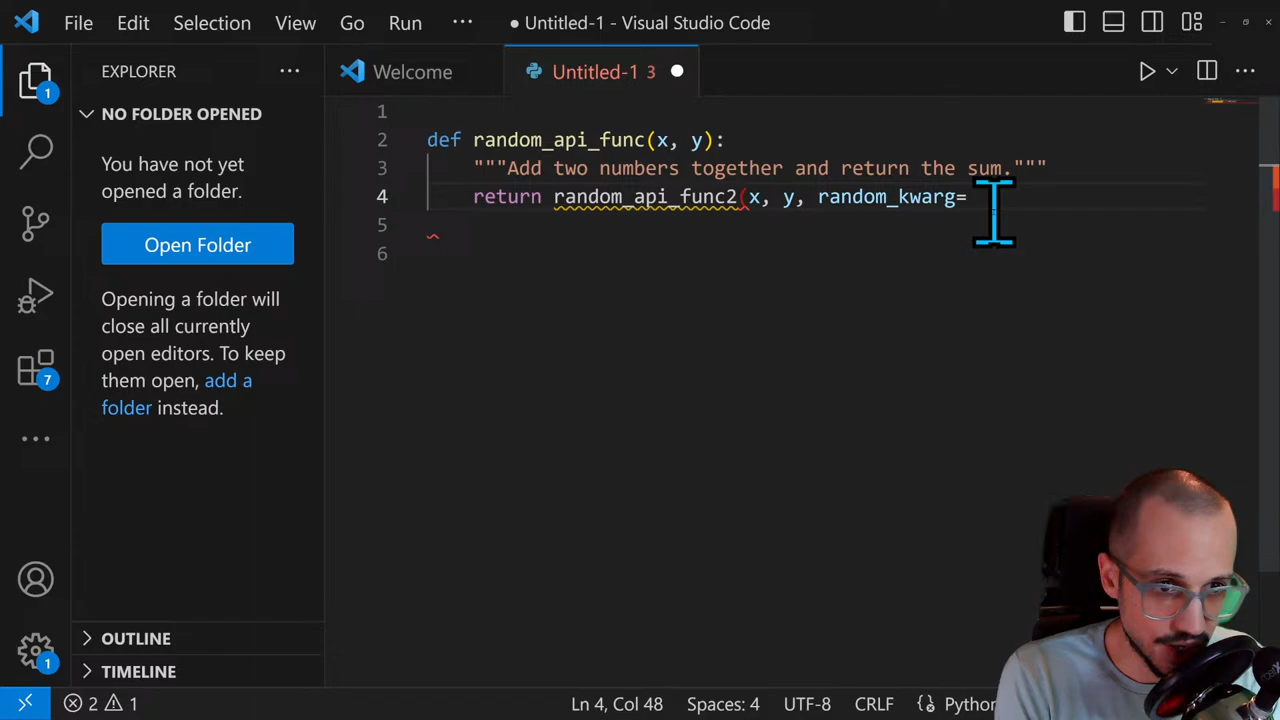 File Edit Selection View Go Run ··· ● Untitled-1 - Visual Studio Code
EXPLORER ···
Welcome
Untitled-1 3 ●
NO FOLDER OPENED
You have not yet
opened a folder.
Open Folder
Opening a folder will
close all currently
open editors. To keep
them open, add a
folder instead.
OUTLINE
TIMELINE
1
7
1
1
2 def random_api_func(x, y):
3 """Add two numbers together and return the sum."""
4 return random_api_func2(x, y, random_kwarg=
5
6
2 1 Ln 4, Col 48 Spaces: 4 UTF-8 CRLF Python